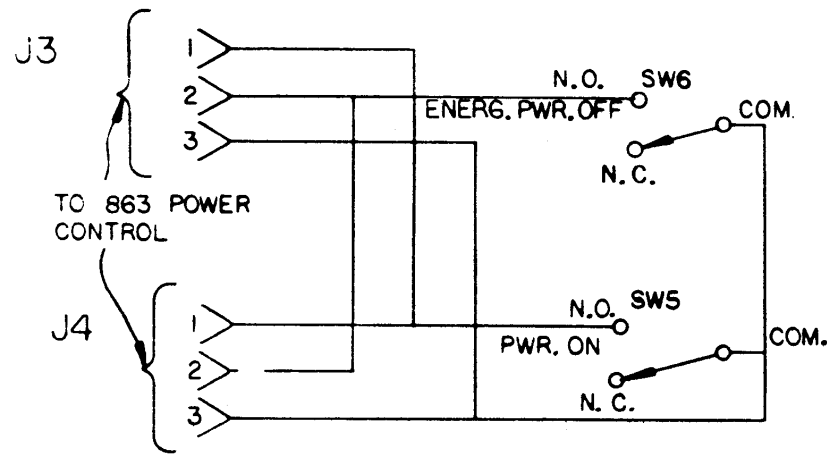 J3
1
2
3
N.O. SW6
ENERG. PWR. OFF
COM.
N.C.
TO 863 POWER
CONTROL
J4
1
2
3
N.O. SW5
PWR. ON
COM.
N.C.